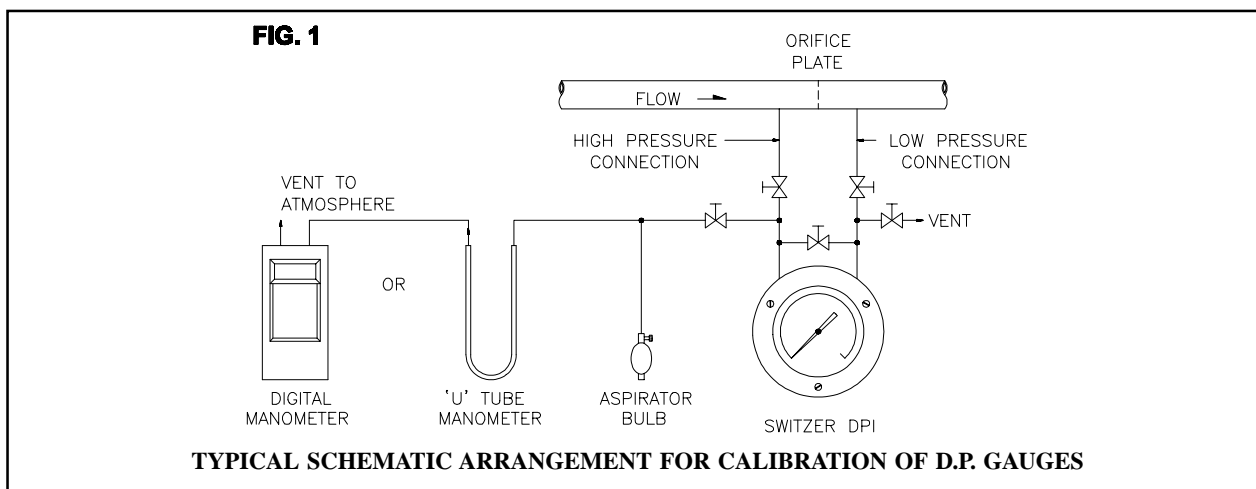 FIG. 1
ORIFICE
PLATE
FLOW
HIGH PRESSURE
CONNECTION
LOW PRESSURE
CONNECTION
VENT TO
ATMOSPHERE
VENT
OR
DIGITAL
MANOMETER
'U' TUBE
MANOMETER
ASPIRATOR
BULB
SWITZER DPI
TYPICAL SCHEMATIC ARRANGEMENT FOR CALIBRATION OF D.P. GAUGES